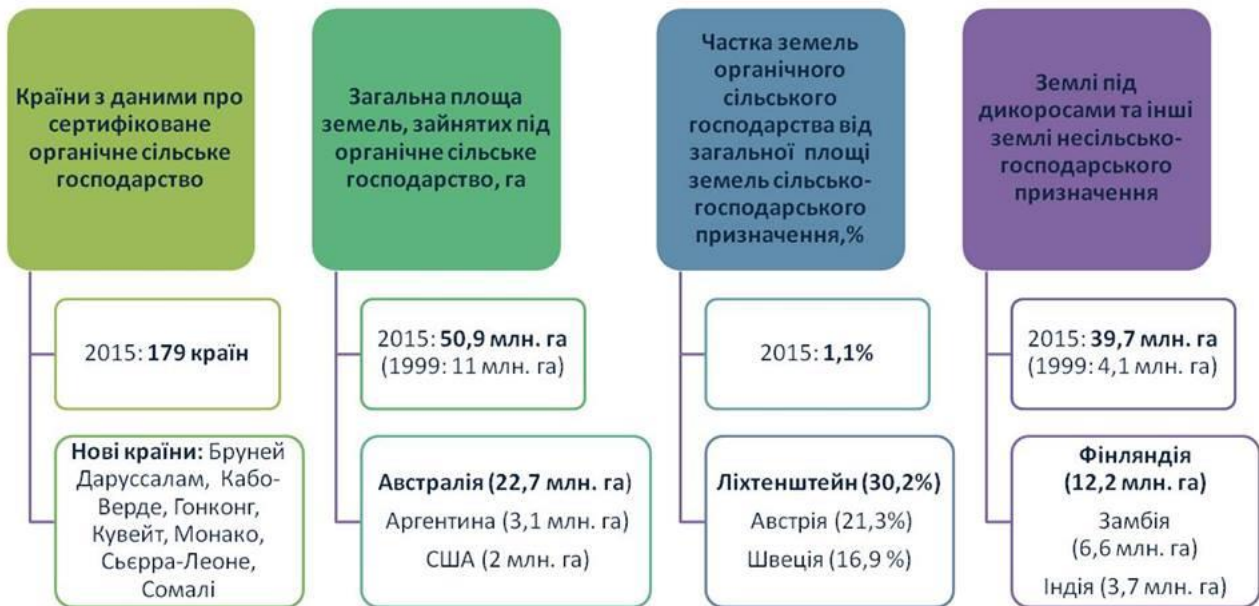 Країни з даними про
сертифіковане
органічне сільське
господарство
2015: 179 країн
Нові країни: Бруней
Даруссалам, Кабо-
Верде, Гонконг,
Кувейт, Монако,
Сьєрра-Леоне,
Сомалі
Загальна площа
земель, зайнятих під
органічне сільське
господарство, га
2015: 50,9 млн. га
(1999: 11 млн. га)
Австралія (22,7 млн. га)
Аргентина (3,1 млн. га)
США (2 млн. га)
Частка земель
органічного
сільського
господарства від
загальної площі
земель сільсько-
господарського
призначення,%
2015: 1,1%
Ліхтенштейн (30,2%)
Австрія (21,3%)
Швеція (16,9 %)
Землі під
дикоросами та інші
землі несільсько-
господарського
призначення
2015: 39,7 млн. га
(1999: 4,1 млн. га)
Фінляндія
(12,2 млн. га)
Замбія
(6,6 млн. га)
Індія (3,7 млн. га)